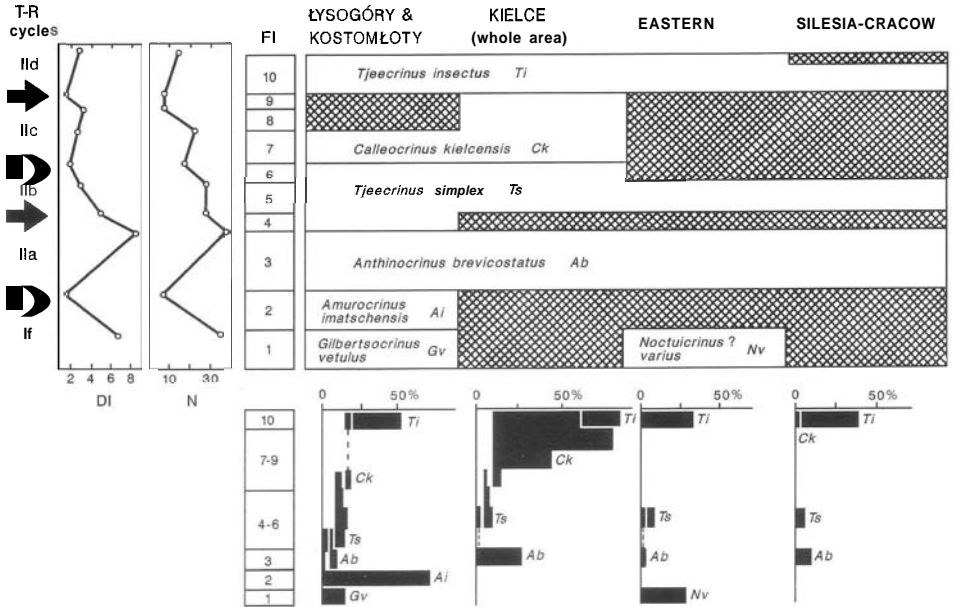 T-R
cycles
ŁYSOGÓRY &
KOSTOMŁOTY
KIELCE
(whole area)
EASTERN
SILESIA-CRACOW
FI
IId
IIc
IIb
IIa
If
10
9
8
7
6
5
4
3
2
1
Tjeecrinus insectus Ti
Calleocrinus kielcensis Ck
Tjeecrinus simplex Ts
Anthinocrinus brevicostatus Ab
Amurocrinus
imatschensis Ai
Gilbertsocrinus
vetulus Gv
Noctuicrinus ?
varius Nv
2 4 6 8
DI
10 30
N
0 50%
0 50%
0 50%
0 50%
10
7-9
4-6
3
2
1
Ti
Ck
Ts
Ab
Ai
Gv
Ti
Ck
Ts
Ab
Ti
Ts
Ab
Nv
Ti
Ck
Ts
Ab